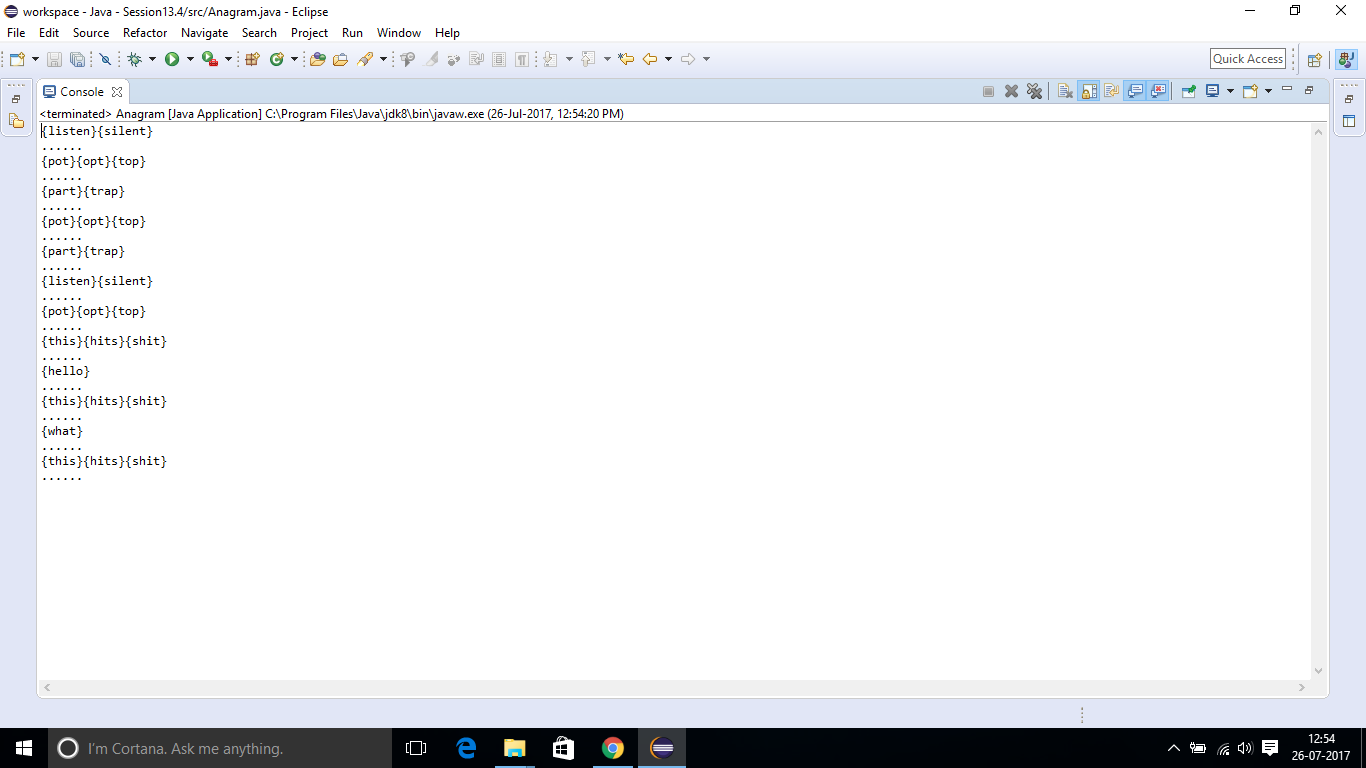 workspace - Java - Session13.4/src/Anagram.java - Eclipse
File Edit Source Refactor Navigate Search Project Run Window Help
Quick Access
Console
<terminated> Anagram [Java Application] C:\Program Files\Java\jdk8\bin\javaw.exe (26-Jul-2017, 12:54:20 PM)
{listen}{silent}
......
{pot}{opt}{top}
......
{part}{trap}
......
{pot}{opt}{top}
......
{part}{trap}
......
{listen}{silent}
......
{pot}{opt}{top}
......
{this}{hits}{shit}
......
{hello}
......
{this}{hits}{shit}
......
{what}
......
{this}{hits}{shit}
......
I'm Cortana. Ask me anything.
12:54
26-07-2017